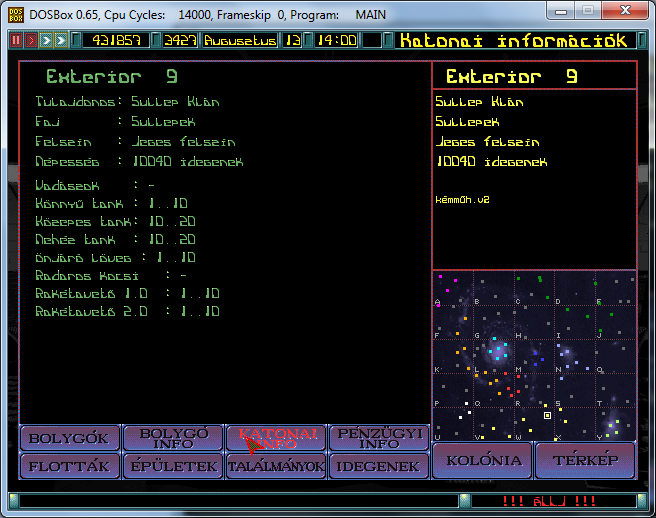 DOS BOX DOSBox 0.65, Cpu Cycles: 14000, Frameskip 0, Program: MAIN
431857 3427 Augusztus 13 14:00 Katonai információk
Exterior 9
Tulajdonos: Sullep Klán
Faj : Sullepek
Felszín : Jeges felszín
Népesség : 10040 idegenek
Vadászok : -
Könnyű tank : 1..10
Közepes tank: 10..20
Nehéz tank : 10..20
Önjáró löveg : 1..10
Radaros kocsi : -
Rakétavető 1.0 : 1..10
Rakétavető 2.0 : 1..10
Exterior 9
Sullep Klán
Sullepek
Jeges felszín
10040 idegenek
kémműh.v2
A B C D E
F G H I J
K L M N O
P Q R S T
U V W X Y
BOLYGÓK BOLYGÓ INFO KATONAI INFO PÉNZÜGYI INFO
FLOTTÁK ÉPÜLETEK TALÁLMÁNYOK IDEGENEK
KOLÓNIA TÉRKÉP
!!! ÁLLJ !!!